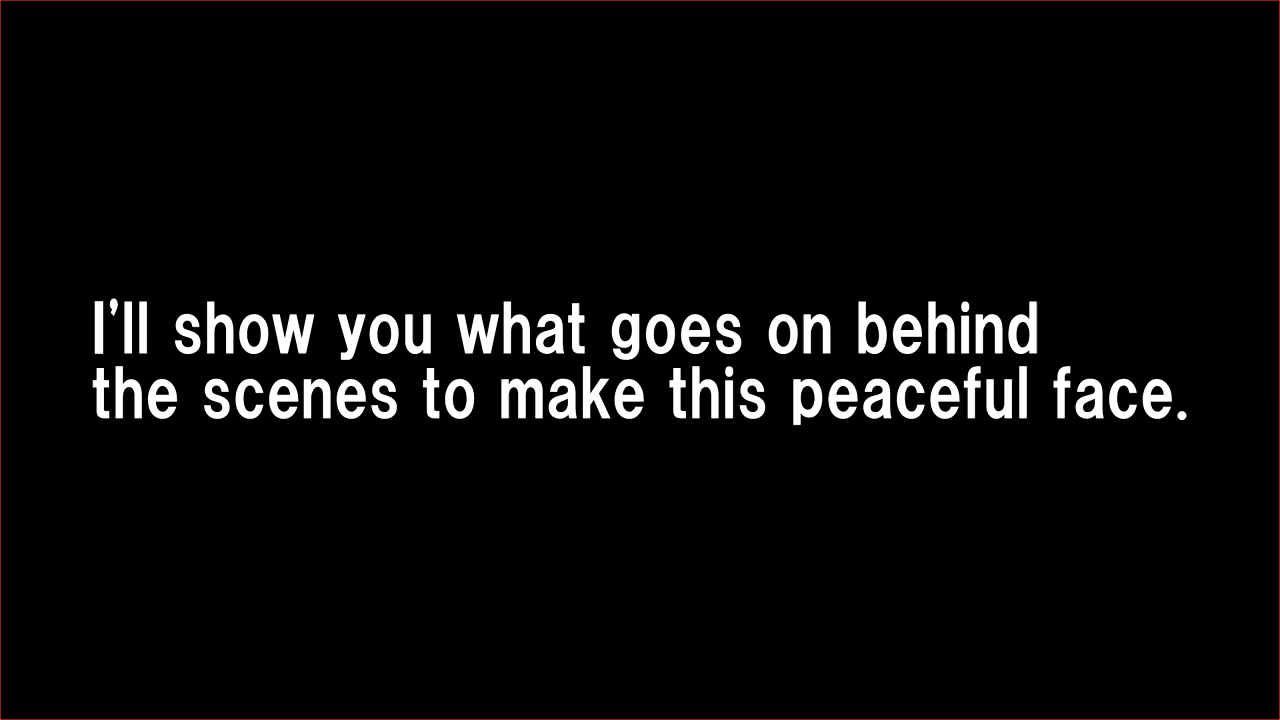 I'll show you what goes on behind
the scenes to make this peaceful face.